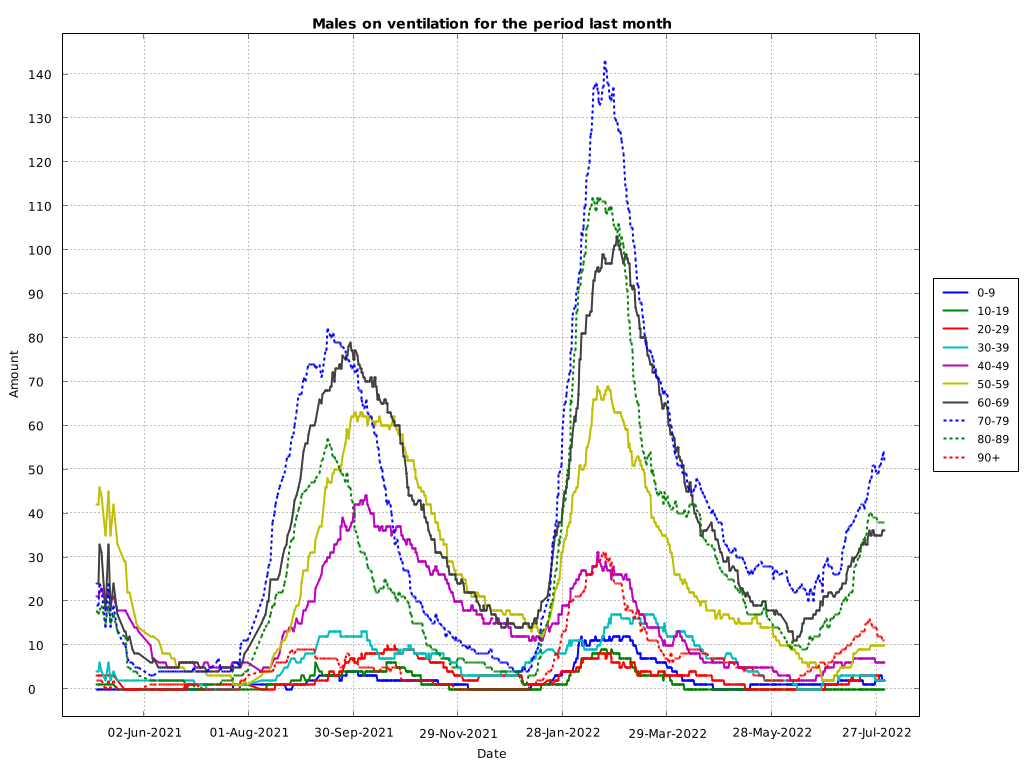 Males on ventilation for the period last month
140
130
120
110
100
90
80
70
60
50
40
30
20
10
0
Amount
02-Jun-2021
01-Aug-2021
30-Sep-2021
29-Nov-2021
28-Jan-2022
29-Mar-2022
28-May-2022
27-Jul-2022
Date
0-9
10-19
20-29
30-39
40-49
50-59
60-69
70-79
80-89
90+